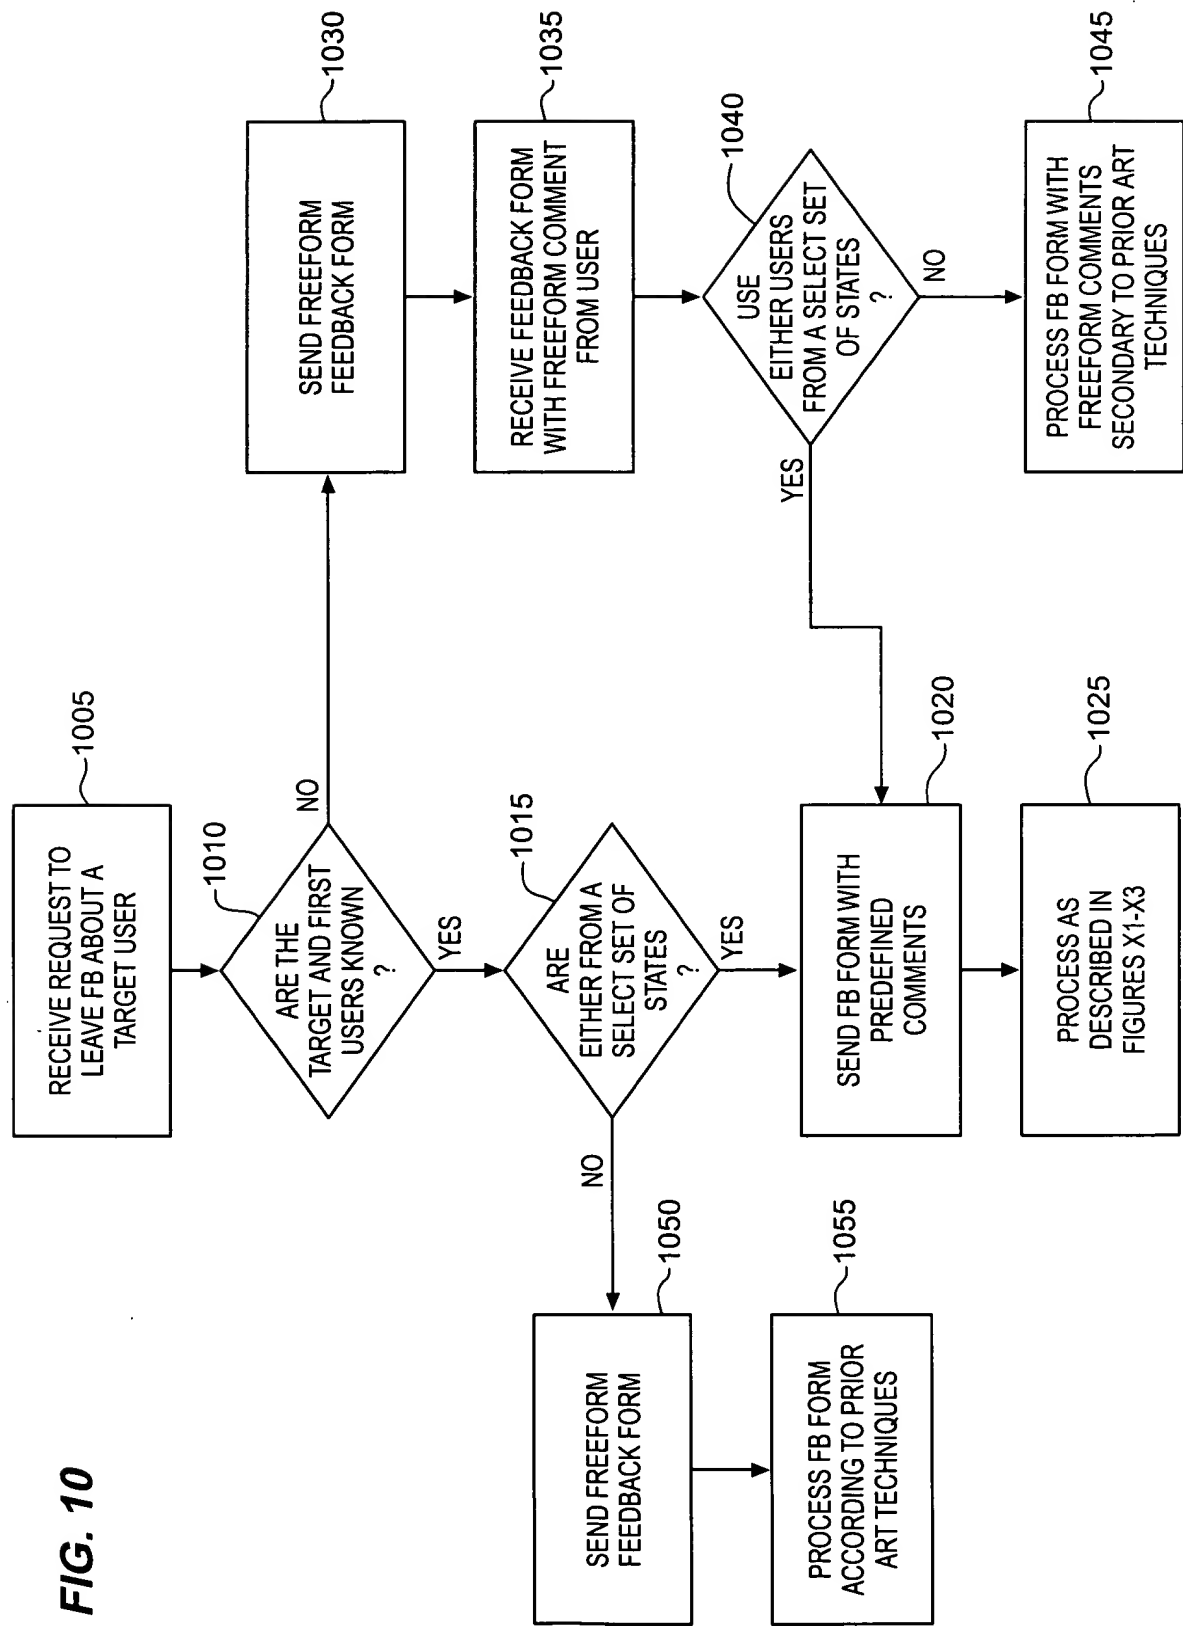 FIG. 10
RECEIVE REQUEST TO
LEAVE FB ABOUT A
TARGET USER
1005
ARE THE
TARGET AND FIRST
USERS KNOWN
?
1010
NO
YES
ARE
EITHER FROM A
SELECT SET OF
STATES
?
1015
NO
YES
SEND FB FORM WITH
PREDEFINED
COMMENTS
1020
PROCESS AS
DESCRIBED IN
FIGURES X1-X3
1025
SEND FREEFORM
FEEDBACK FORM
1030
RECEIVE FEEDBACK FORM
WITH FREEFORM COMMENT
FROM USER
1035
USE
EITHER USERS
FROM A SELECT SET
OF STATES
?
1040
YES
NO
PROCESS FB FORM WITH
FREEFORM COMMENTS
SECONDARY TO PRIOR ART
TECHNIQUES
1045
SEND FREEFORM
FEEDBACK FORM
1050
PROCESS FB FORM
ACCORDING TO PRIOR
ART TECHNIQUES
1055